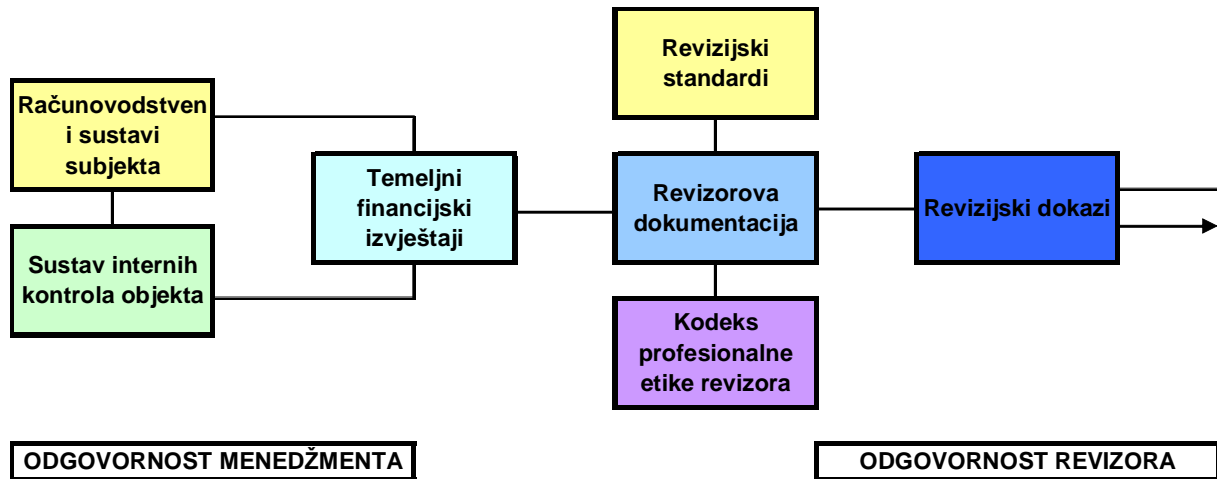 Revizijski
standardi
Računovodstven
i sustavi
subjekta
Temeljni
financijski
izvještaji
Revizorova
dokumentacija
Revizijski dokazi
Sustav internih
kontrola objekta
Kodeks
profesionalne
etike revizora
ODGOVORNOST MENEDŽMENTA
ODGOVORNOST REVIZORA